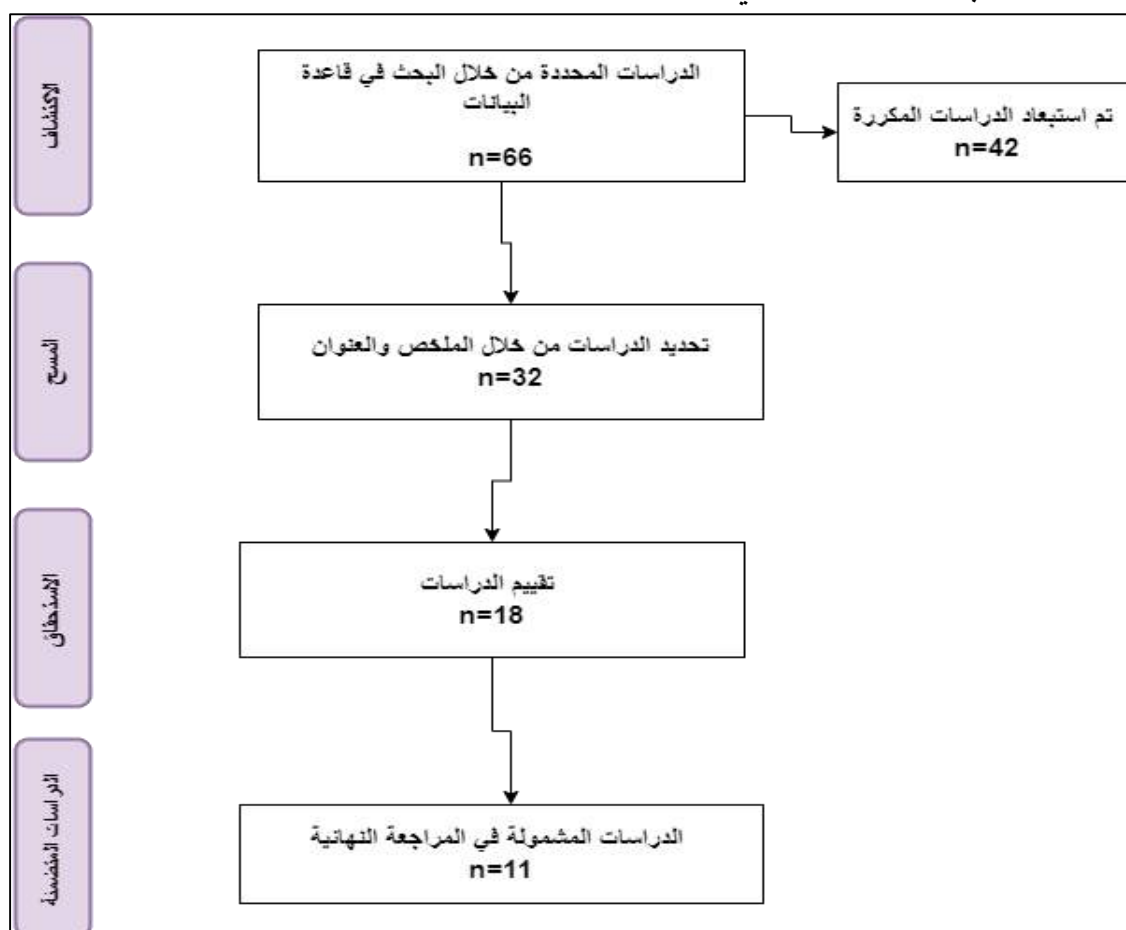 الاكتشاف
الدراسات المحددة من خلال البحث في قاعدة
البيانات
n=66
تم استبعاد الدراسات المكررة
n=42
المسح
تحديد الدراسات من خلال الملخص والعنوان
n=32
الاستحقاق
تقييم الدراسات
n=18
الدراسات المتضمنة
الدراسات المشمولة في المراجعة النهائية
n=11